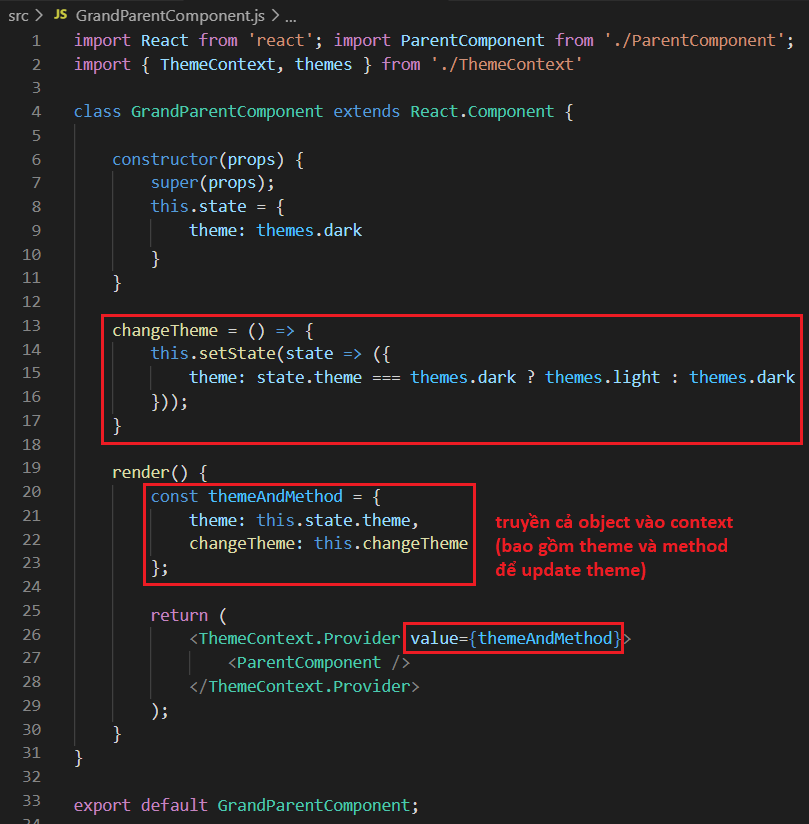 src > JS GrandParentComponent.js > ...
1 import React from 'react'; import ParentComponent from './ParentComponent';
2 import { ThemeContext, themes } from './ThemeContext'
3
4 class GrandParentComponent extends React.Component {
5
6 constructor(props) {
7 super(props);
8 this.state = {
9 theme: themes.dark
10 }
11 }
12
13 changeTheme = () => {
14 this.setState(state => ({
15 theme: state.theme === themes.dark ? themes.light : themes.dark
16 }));
17 }
18
19 render() {
20 const themeAndMethod = {
21 theme: this.state.theme,
22 changeTheme: this.changeTheme
23 };
truyền cả object vào context
(bao gồm theme và method
để update theme)
24
25 return (
26 <ThemeContext.Provider value={themeAndMethod}>
27 <ParentComponent />
28 </ThemeContext.Provider>
29 );
30 }
31 }
32
33 export default GrandParentComponent;
34